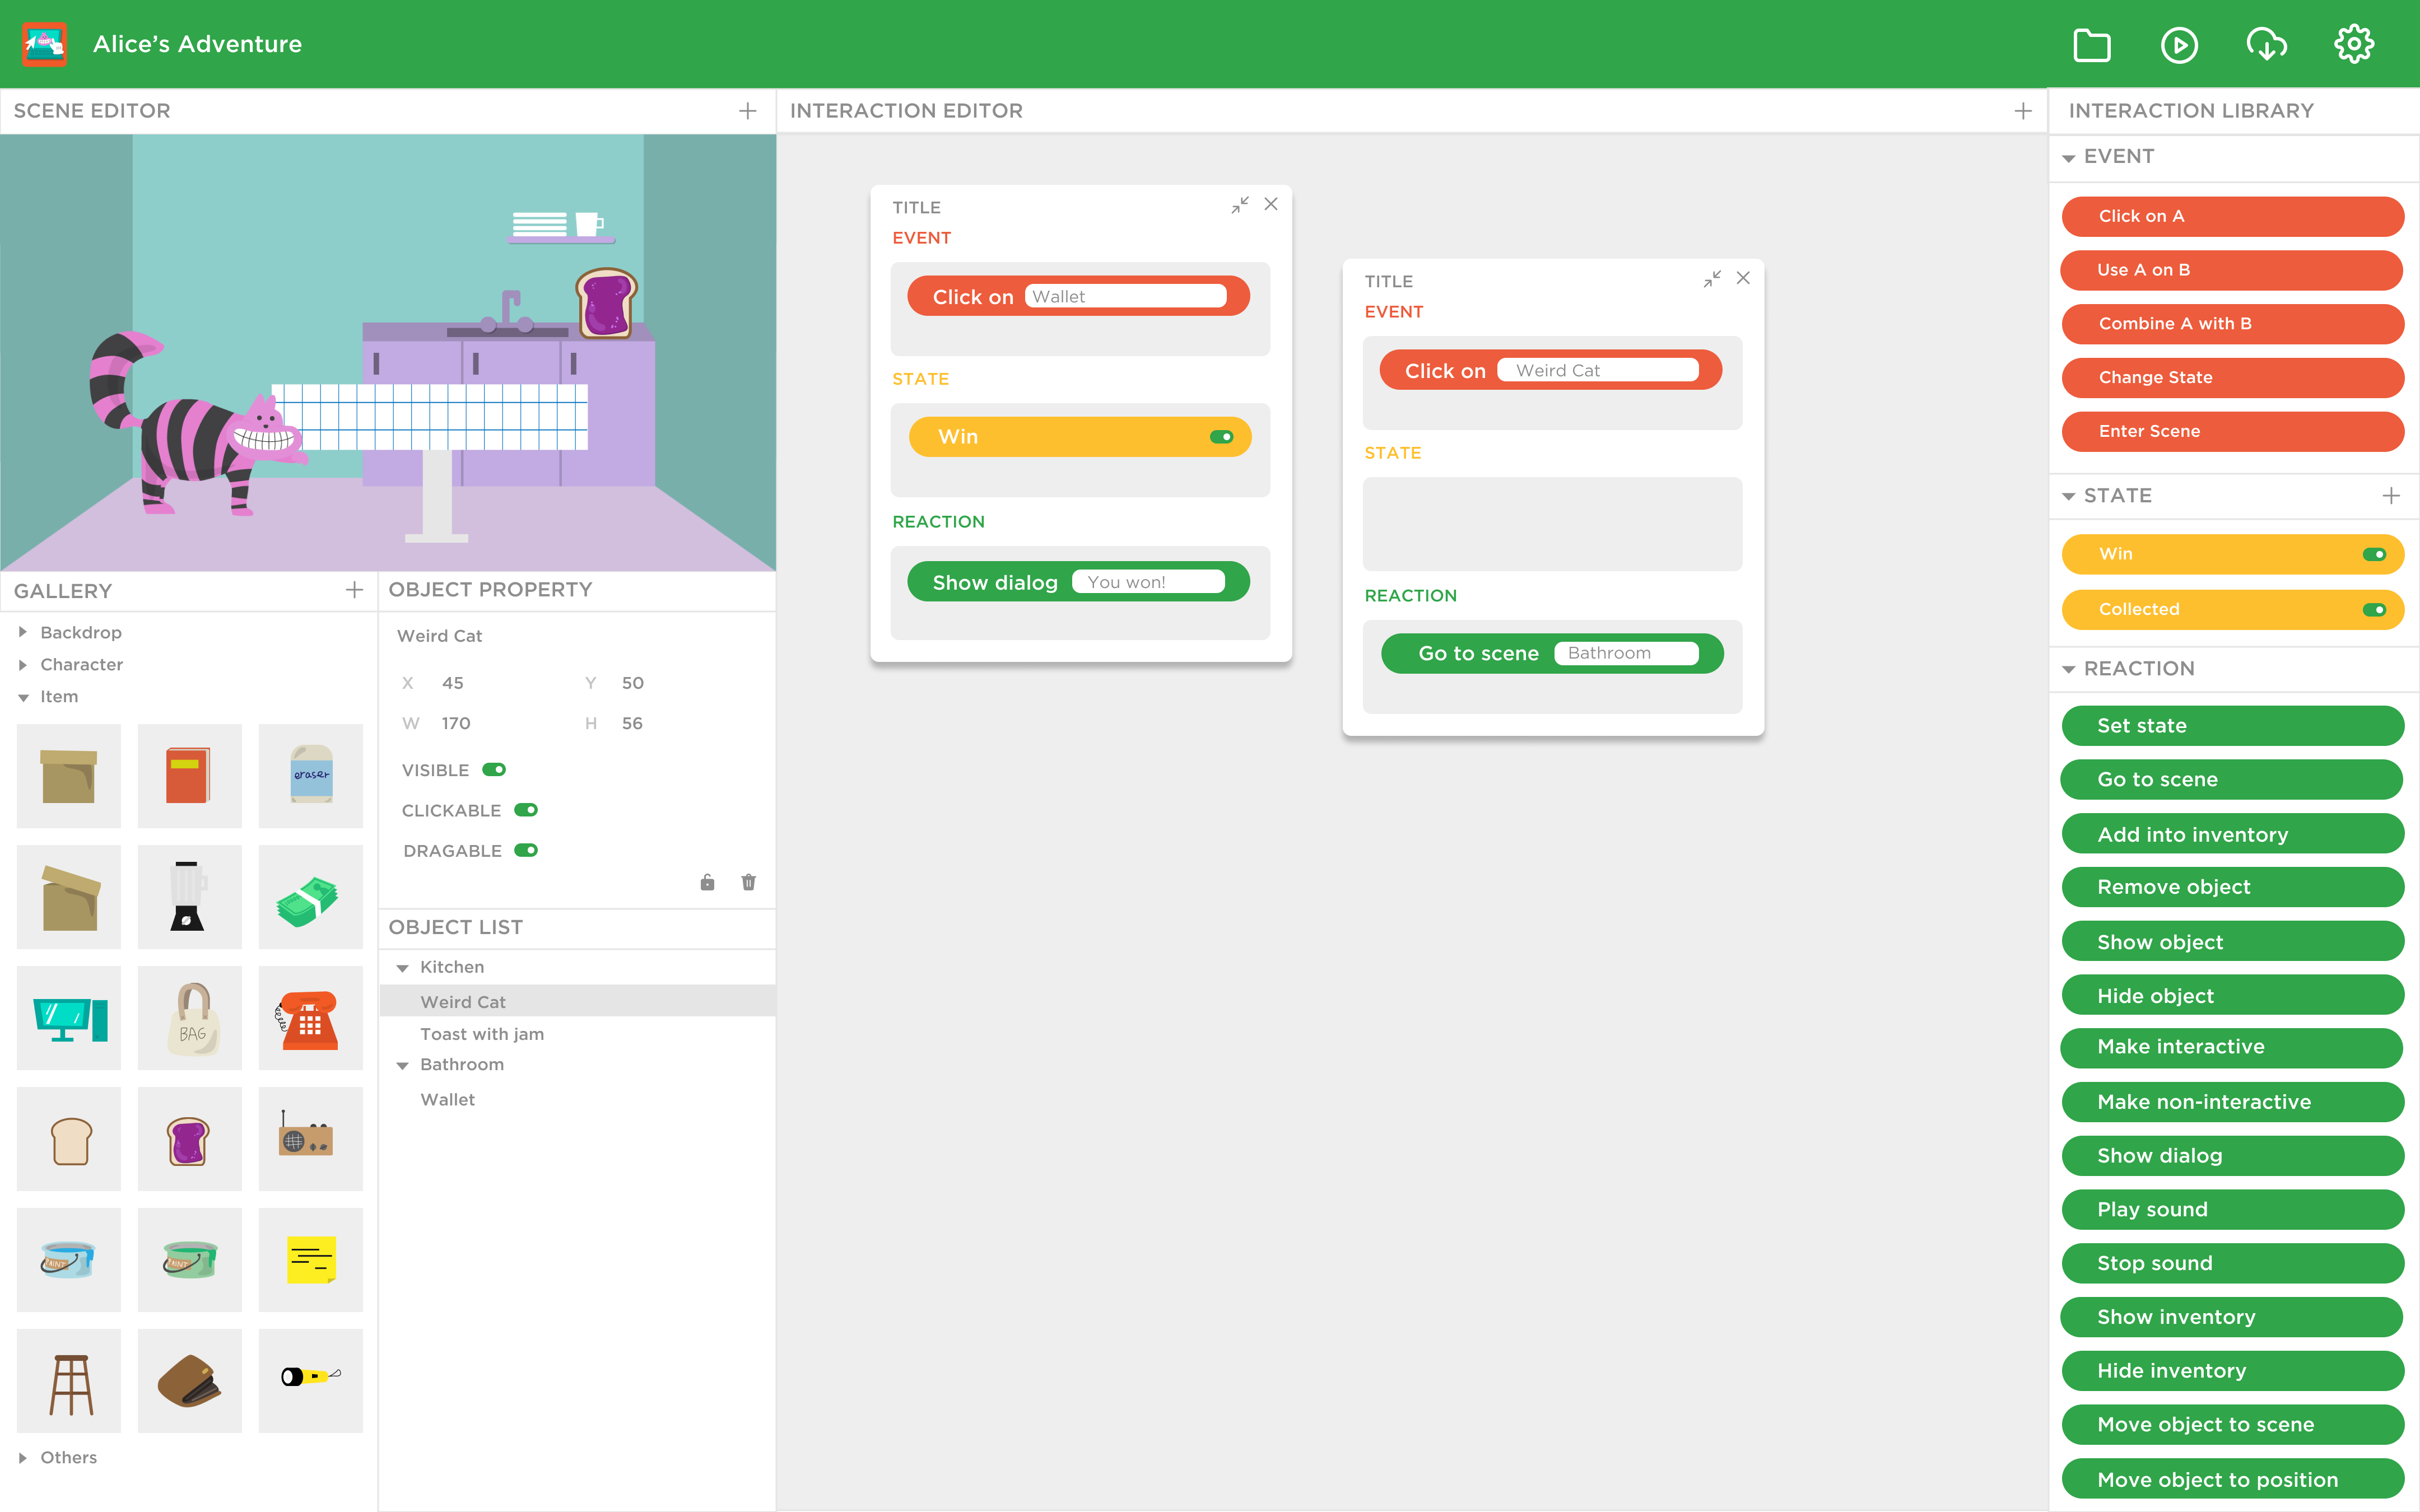 Alice’s Adventure
SCENE EDITOR
GALLERY
Backdrop
Character
Item
eraser
BAG
PAINT
PAINT
Others
OBJECT PROPERTY
Weird Cat
X 45 Y 50
W 170 H 56
VISIBLE
CLICKABLE
DRAGABLE
OBJECT LIST
Kitchen
Weird Cat
Toast with jam
Bathroom
Wallet
INTERACTION EDITOR
TITLE
EVENT
Click on Wallet
STATE
Win
REACTION
Show dialog You won!
TITLE
EVENT
Click on Weird Cat
STATE
REACTION
Go to scene Bathroom
INTERACTION LIBRARY
EVENT
Click on A
Use A on B
Combine A with B
Change State
Enter Scene
STATE
Win
Collected
REACTION
Set state
Go to scene
Add into inventory
Remove object
Show object
Hide object
Make interactive
Make non-interactive
Show dialog
Play sound
Stop sound
Show inventory
Hide inventory
Move object to scene
Move object to position